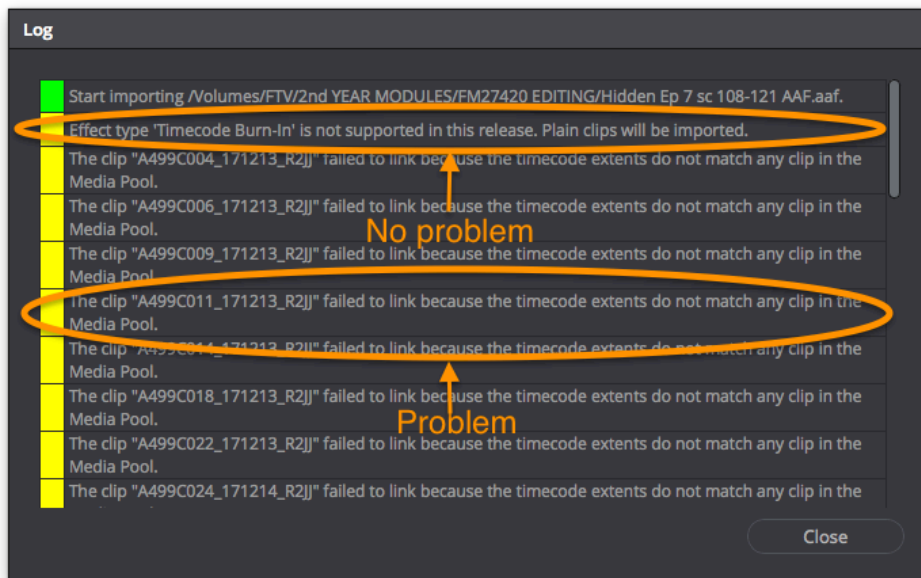 Log
Start importing /Volumes/FTV/2nd YEAR MODULES/FM27420 EDITING/Hidden Ep 7 sc 108-121 AAF.aaf.
Effect type 'Timecode Burn-In' is not supported in this release. Plain clips will be imported.
The clip "A499C004_171213_R2JJ" failed to link because the timecode extents do not match any clip in the
Media Pool.
The clip "A499C006_171213_R2JJ" failed to link because the timecode extents do not match any clip in the
Media Pool.
No problem
The clip "A499C009_171213_R2JJ" failed to link because the timecode extents do not match any clip in the
Media Pool.
The clip "A499C011_171213_R2JJ" failed to link because the timecode extents do not match any clip in the
Media Pool.
The clip "A499C014_171213_R2JJ" failed to link because the timecode extents do not match any clip in the
Media Pool.
The clip "A499C018_171213_R2JJ" failed to link because the timecode extents do not match any clip in the
Media Pool.
Problem
The clip "A499C022_171213_R2JJ" failed to link because the timecode extents do not match any clip in the
Media Pool.
The clip "A499C024_171214_R2JJ" failed to link because the timecode extents do not match any clip in the
Close